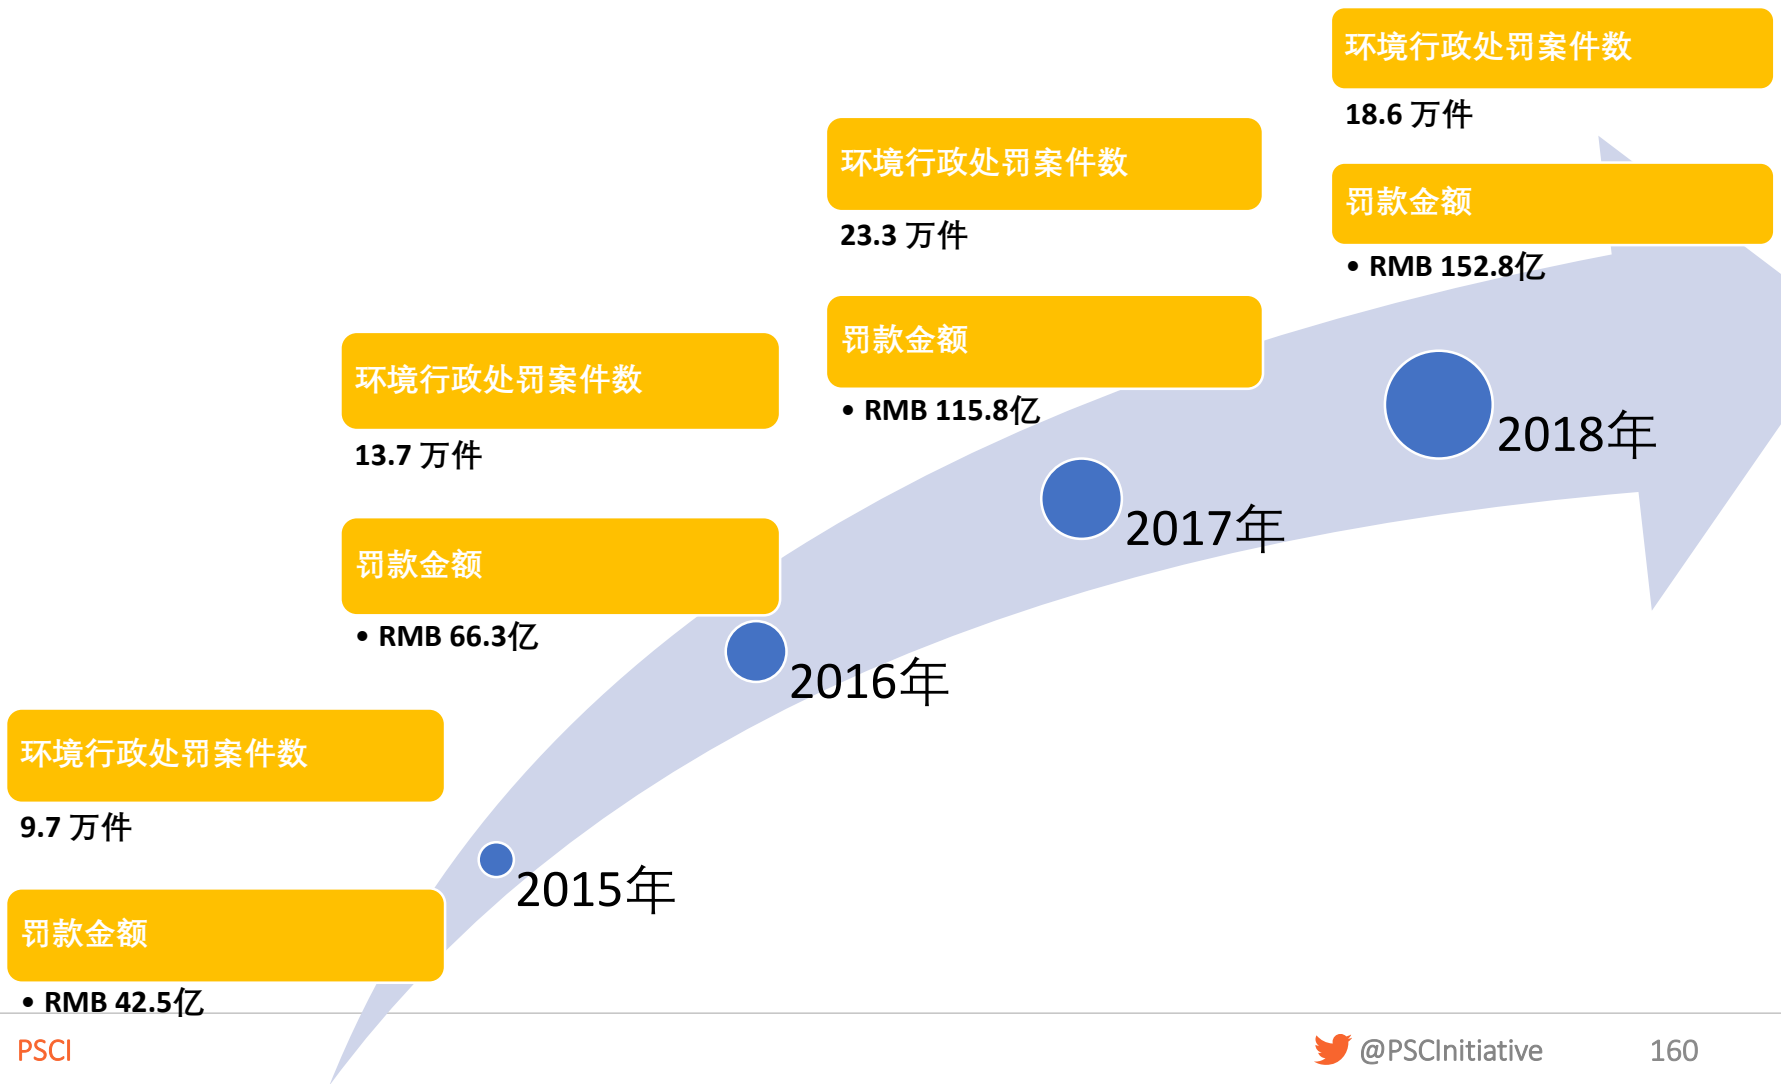 环境行政处罚案件数
18.6 万件
罚款金额
• RMB 152.8亿
2018年
环境行政处罚案件数
23.3 万件
罚款金额
• RMB 115.8亿
2017年
环境行政处罚案件数
13.7 万件
罚款金额
• RMB 66.3亿
2016年
环境行政处罚案件数
9.7 万件
罚款金额
• RMB 42.5亿
2015年
PSCI
@PSCInitiative
160